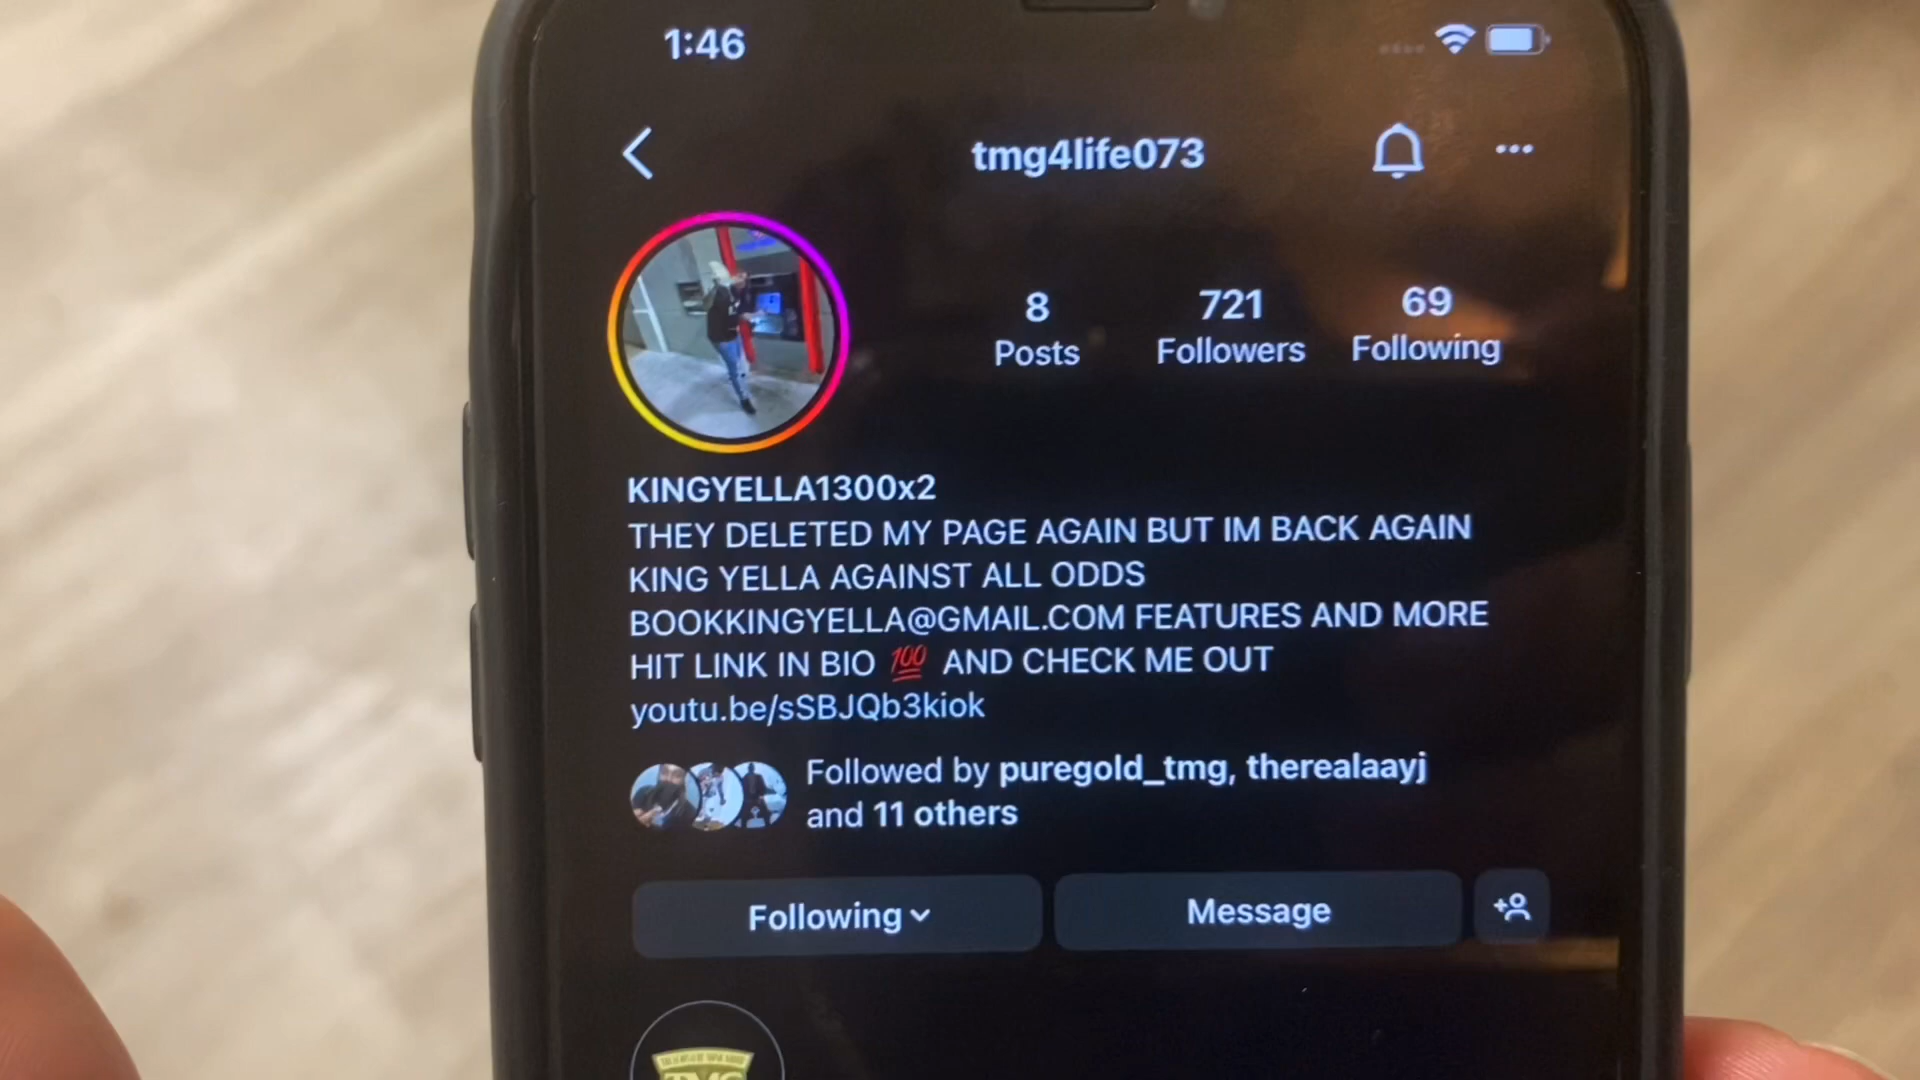 1:46
tmg4life073
8
Posts
721
Followers
69
Following
KINGYELLA1300x2
THEY DELETED MY PAGE AGAIN BUT IM BACK AGAIN
KING YELLA AGAINST ALL ODDS
BOOKKINGYELLA@GMAIL.COM FEATURES AND MORE
HIT LINK IN BIO 💯 AND CHECK ME OUT
youtu.be/sSBJQb3kiok
Followed by puregold_tmg, therealaayj
and 11 others
Following
Message
TMG